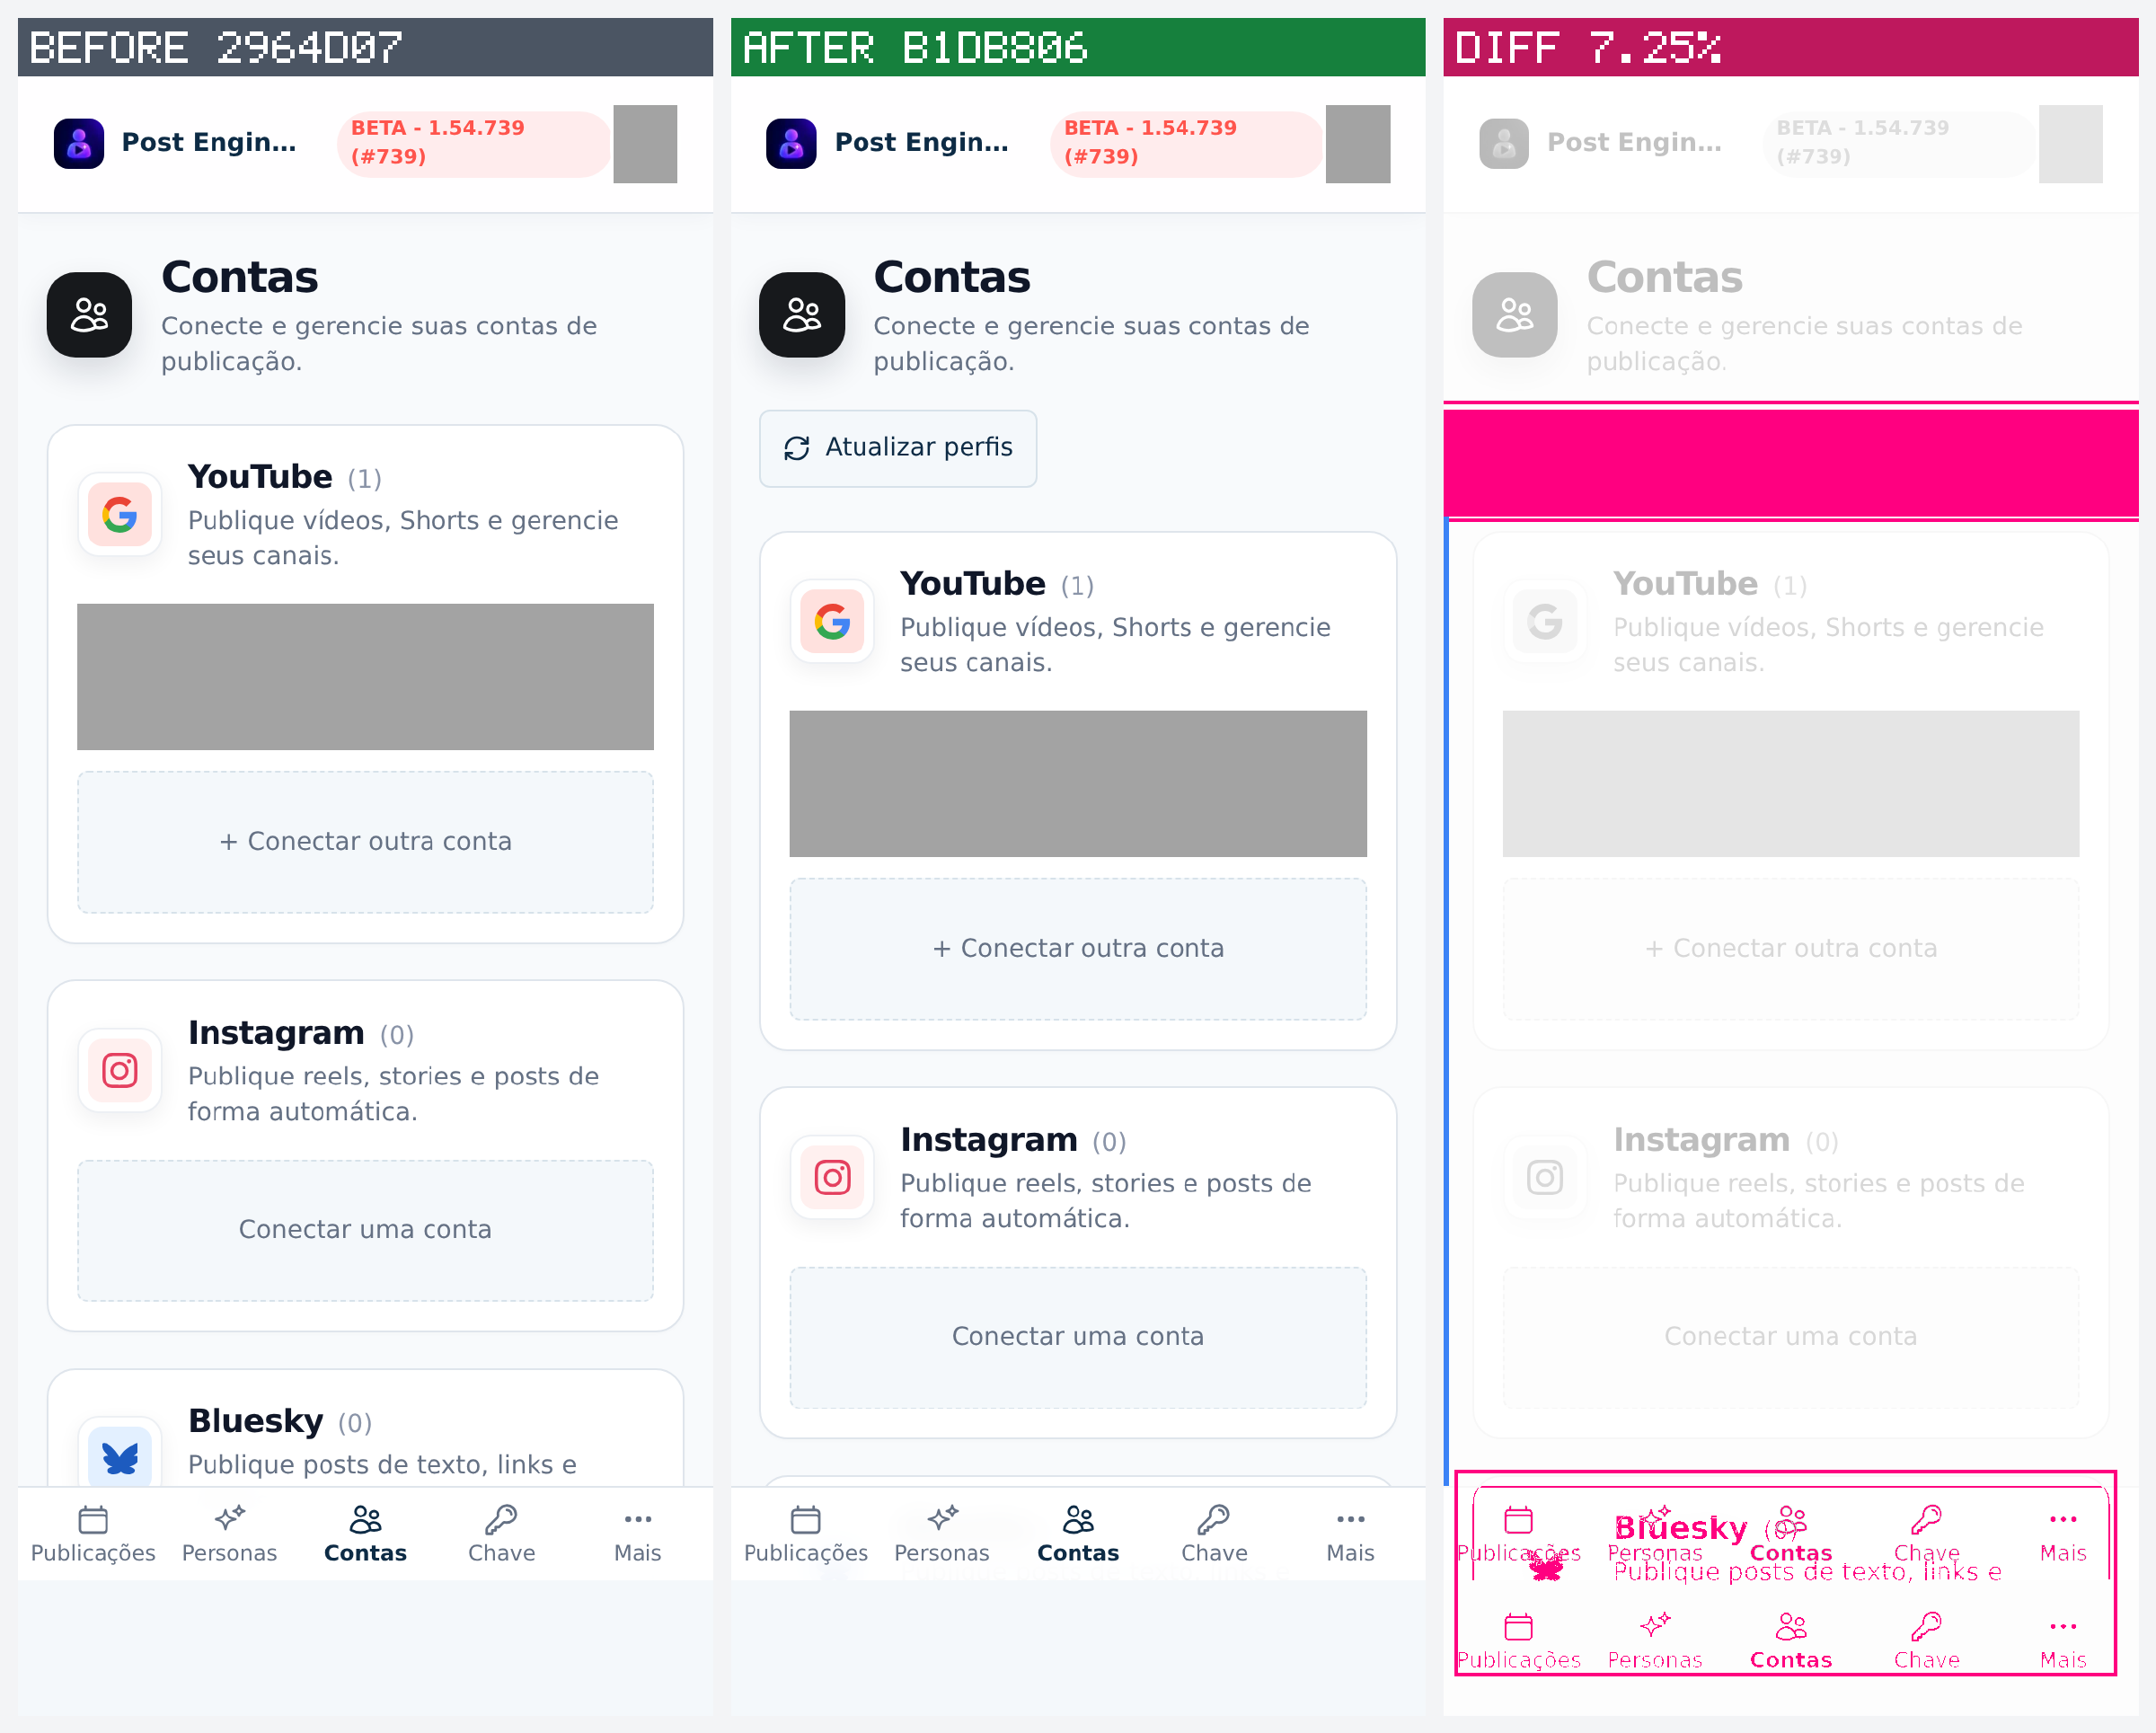 BEFORE 2964D07
Post Engin...
BETA - 1.54.739
(#739)
Contas
Conecte e gerencie suas contas de
publicação.
YouTube (1)
Publique vídeos, Shorts e gerencie
seus canais.
+ Conectar outra conta
Instagram (0)
Publique reels, stories e posts de
forma automática.
Conectar uma conta
Bluesky (0)
Publique posts de texto, links e
Publicações Personas Contas Chave Mais
AFTER B1DB806
Post Engin...
BETA - 1.54.739
(#739)
Contas
Conecte e gerencie suas contas de
publicação.
Atualizar perfis
YouTube (1)
Publique vídeos, Shorts e gerencie
seus canais.
+ Conectar outra conta
Instagram (0)
Publique reels, stories e posts de
forma automática.
Conectar uma conta
Publicações Personas Contas Chave Mais
DIFF 7.25%
Post Engin...
BETA - 1.54.739
(#739)
Contas
Conecte e gerencie suas contas de
publicação.
YouTube (1)
Publique vídeos, Shorts e gerencie
seus canais.
+ Conectar outra conta
Instagram (0)
Publique reels, stories e posts de
forma automática.
Conectar uma conta
Bluesky (0)
Publicações Personas Contas Chave Mais
Publique posts de texto, links e
Publicações Personas Contas Chave Mais